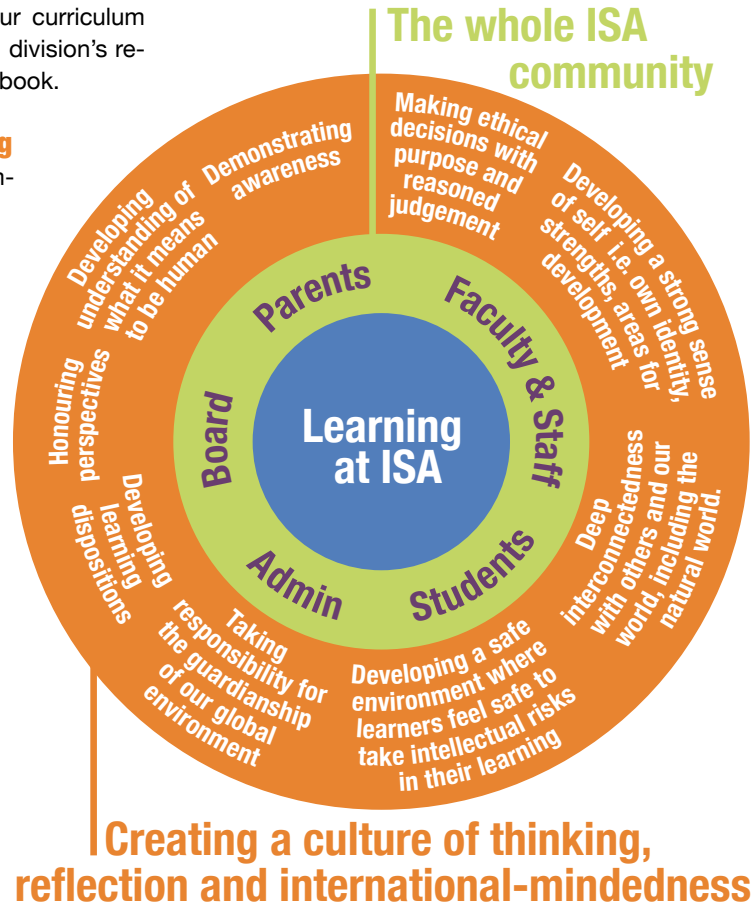 ur curriculum
division's re-
book.
g
n-
The whole ISA
community
Making ethical
decisions with
purpose and
reasoned
judgement
Developing a strong sense
of self i.e. own identity,
strengths, areas for
development
Deep
interconnectedness
with others and our
world, including the
natural world.
Developing a safe
environment where
learners feel safe to
take intellectual risks
in their learning
Taking
responsibility for
the guardianship
of our global
environment
Developing
learning
dispositions
Honouring
perspectives
Developing
understanding of
what it means
to be human
Demonstrating
awareness
Parents
Faculty & Staff
Students
Admin
Board
Learning
at ISA
Creating a culture of thinking,
reflection and international-mindedness